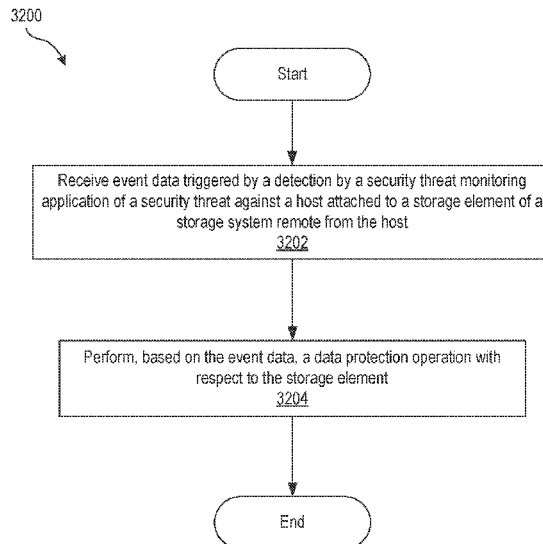 3200
Start
Receive event data triggered by a detection by a security threat monitoring
application of a security threat against a host attached to a storage element of a
storage system remote from the host
3202
Perform, based on the event data, a data protection operation with
respect to the storage element
3204
End